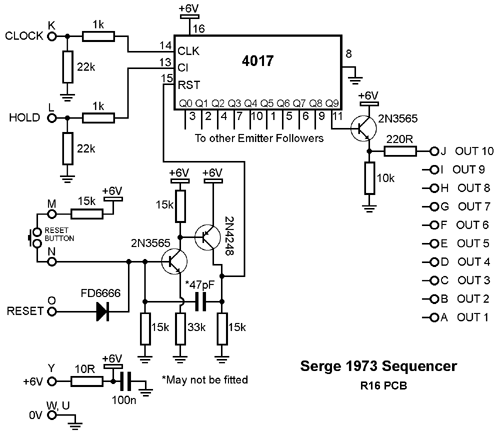 +6V
K
CLOCK
1k
16
14
CLK
4017
8
22k
13
CI
+6V
15
RST
L
HOLD
1k
Q0 Q1 Q2 Q3 Q4 Q5 Q6 Q7 Q8 Q9
3 2 4 7 10 1 5 6 9 11
2N3565
22k
To other Emitter Followers
220R
J OUT 10
I OUT 9
10k
H OUT 8
G OUT 7
F OUT 6
E OUT 5
D OUT 4
C OUT 3
B OUT 2
A OUT 1
+6V
+6V
+6V
M
15k
15k
RESET
BUTTON
2N4248
2N3565
N
*47pF
FD6666
O
RESET
15k
33k
15k
Serge 1973 Sequencer
R16 PCB
+6V
Y
+6V
10R
*May not be fitted
100n
W, U
0V